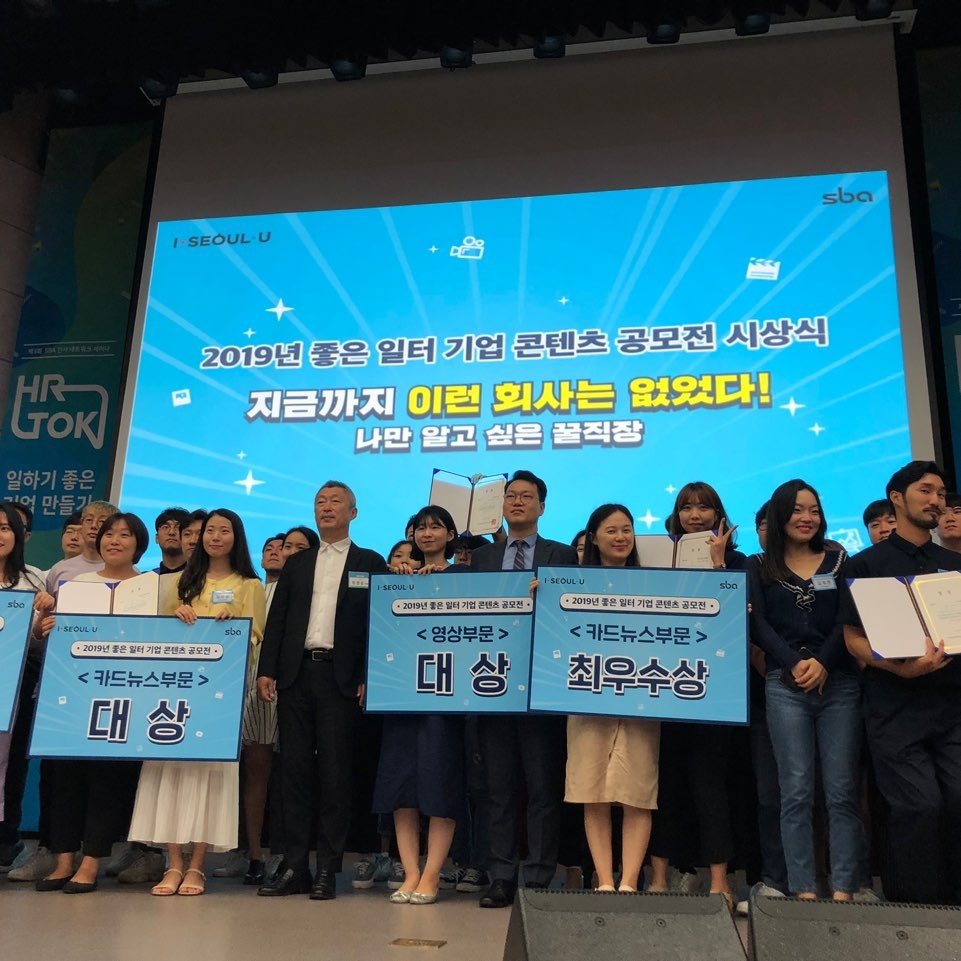 I·SEOUL·U
sba
2019년 좋은 일터 기업 콘텐츠 공모전 시상식
지금까지 이런 회사는 없었다!
나만 알고 싶은 꿀직장
HR
TOK
일하기 좋은
기업 만들기
I·SEOUL·U
sba
2019년 좋은 일터 기업 콘텐츠 공모전
< 카드뉴스부문 >
대 상
I·SEOUL·U
2019년 좋은 일터 기업 콘텐츠 공모전
< 영상부문 >
대 상
I·SEOUL·U
sba
2019년 좋은 일터 기업 콘텐츠 공모전
< 카드뉴스부문 >
최우수상
sba